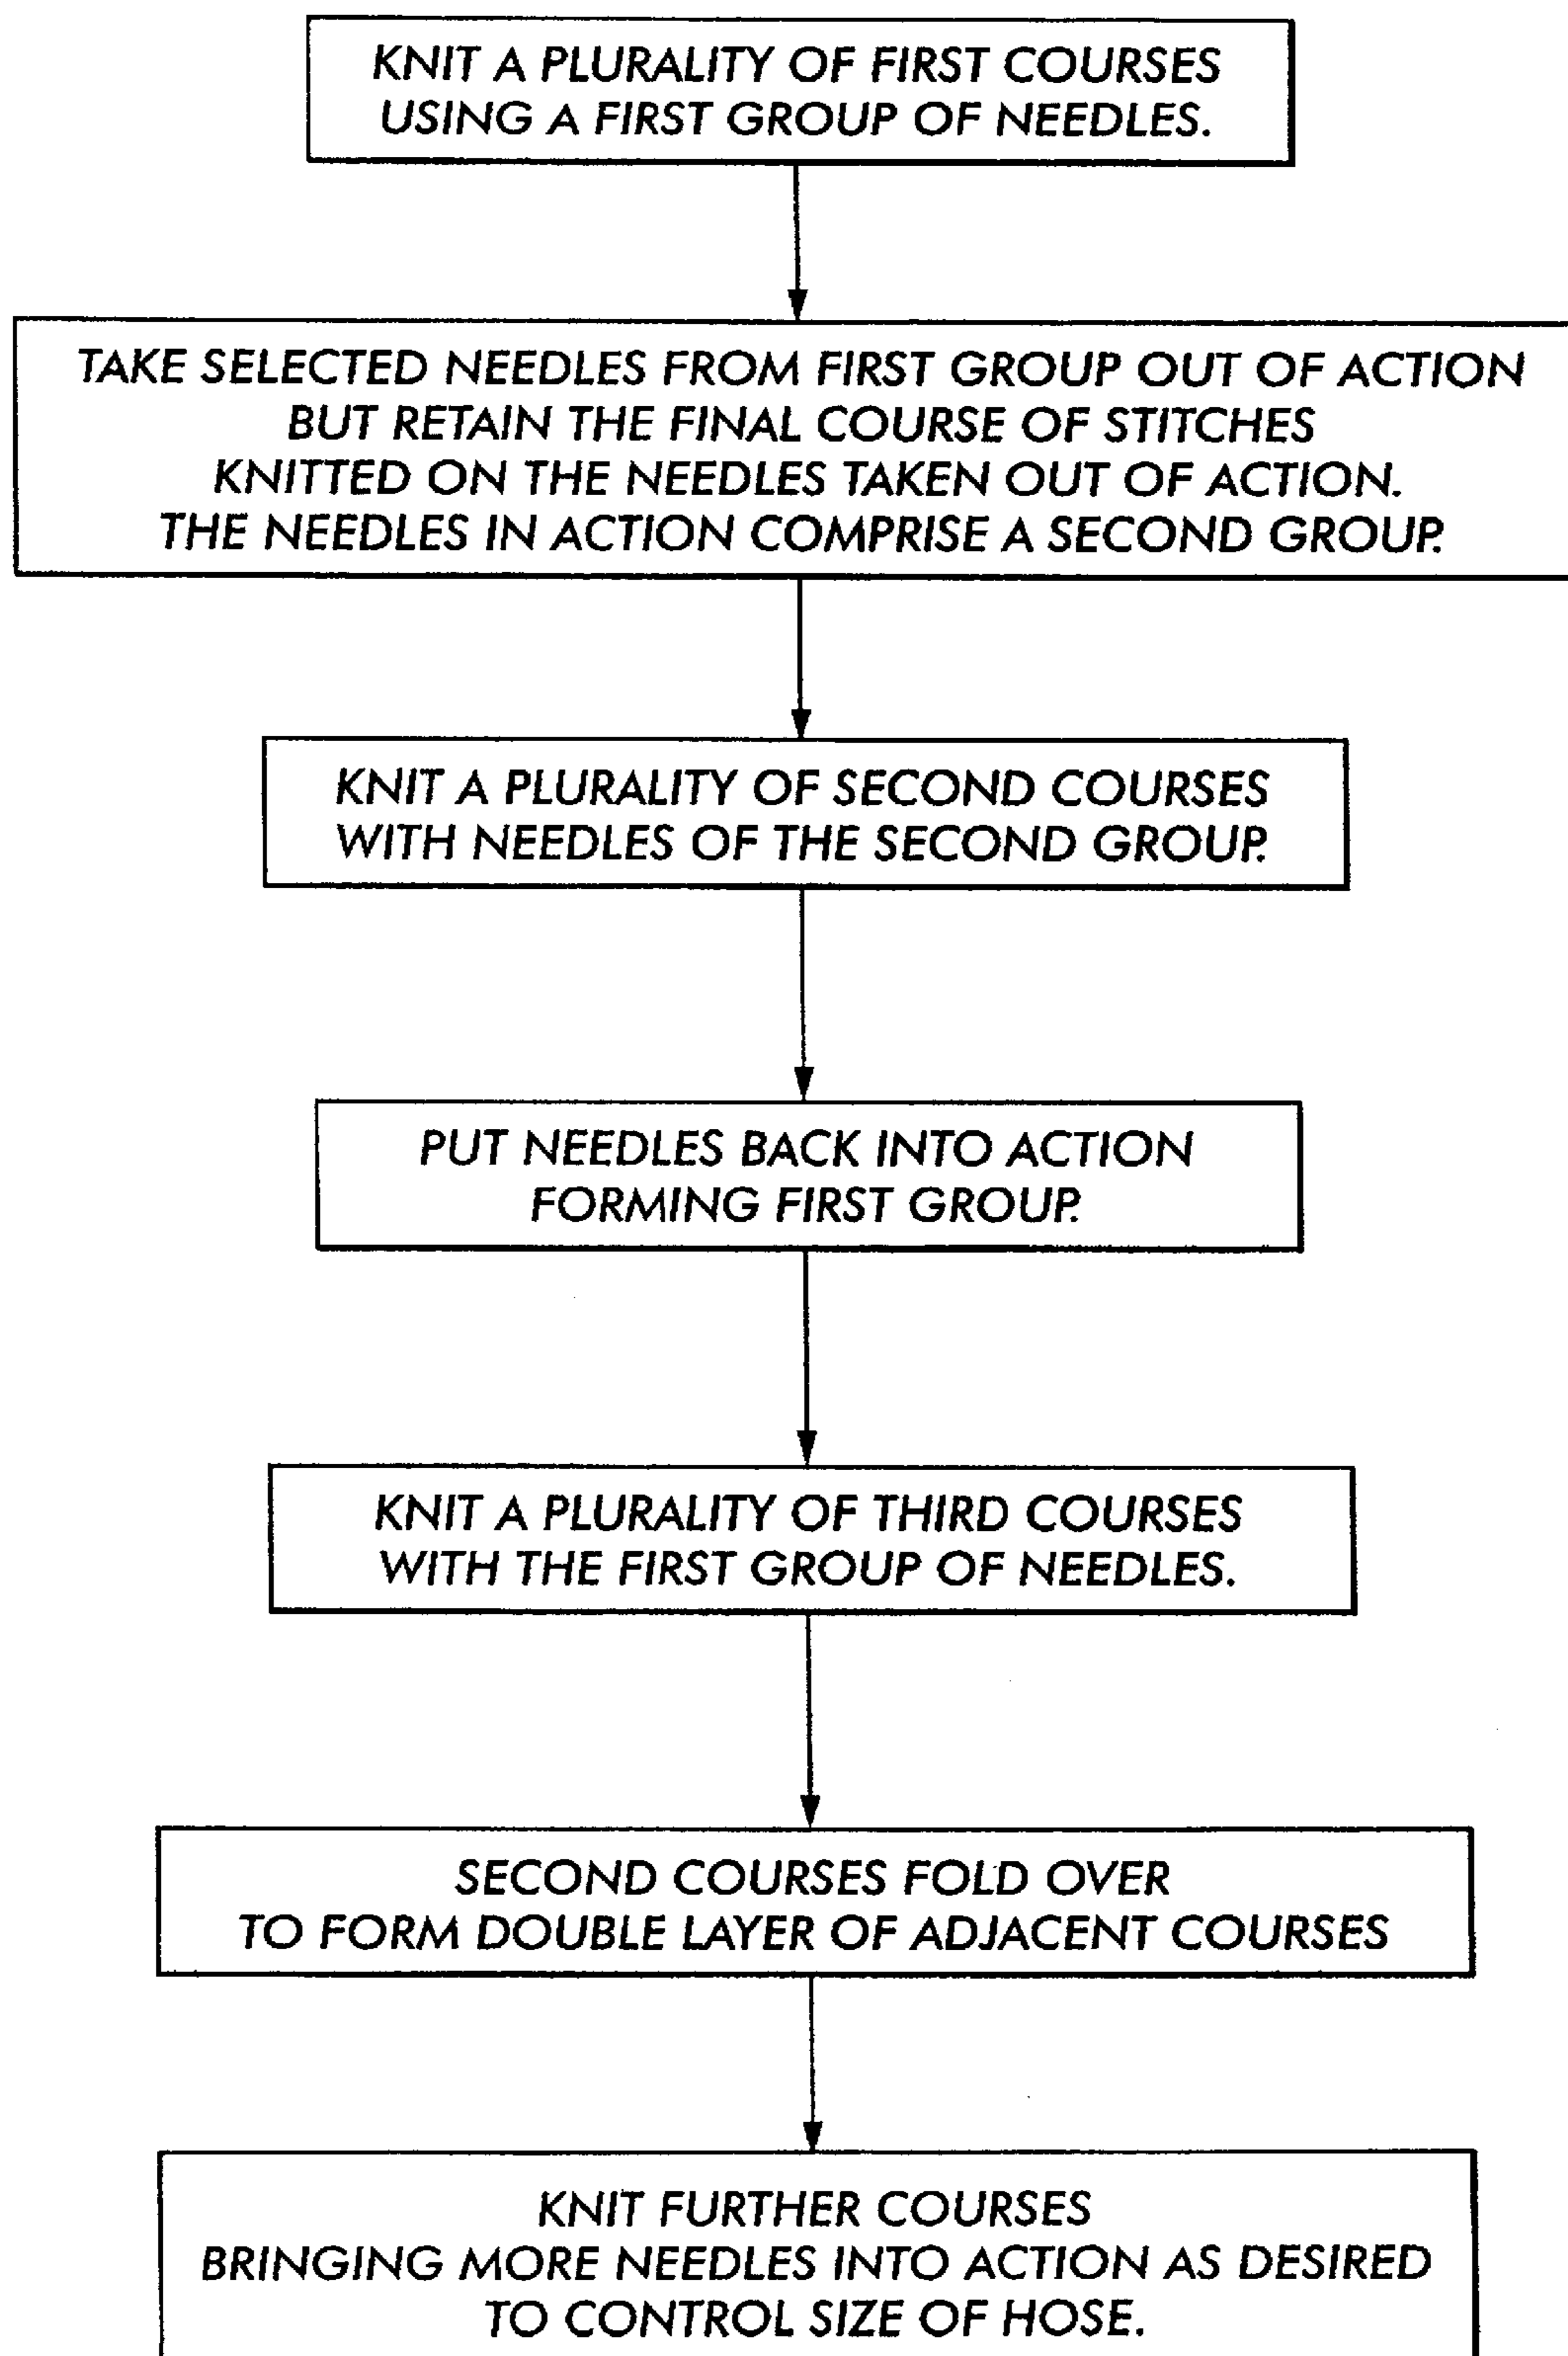 KNIT A PLURALITY OF FIRST COURSES
USING A FIRST GROUP OF NEEDLES.
TAKE SELECTED NEEDLES FROM FIRST GROUP OUT OF ACTION
BUT RETAIN THE FINAL COURSE OF STITCHES
KNITTED ON THE NEEDLES TAKEN OUT OF ACTION.
THE NEEDLES IN ACTION COMPRISE A SECOND GROUP.
KNIT A PLURALITY OF SECOND COURSES
WITH NEEDLES OF THE SECOND GROUP.
PUT NEEDLES BACK INTO ACTION
FORMING FIRST GROUP.
KNIT A PLURALITY OF THIRD COURSES
WITH THE FIRST GROUP OF NEEDLES.
SECOND COURSES FOLD OVER
TO FORM DOUBLE LAYER OF ADJACENT COURSES
KNIT FURTHER COURSES
BRINGING MORE NEEDLES INTO ACTION AS DESIRED
TO CONTROL SIZE OF HOSE.